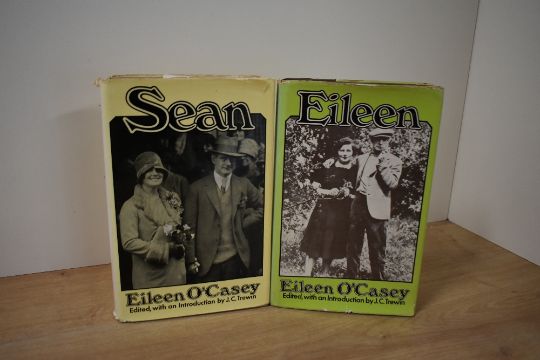 Sean
Eileen O'Casey
Edited, with an Introduction by J.C. Trewin
Eileen
Eileen O'Casey
Edited, with an Introduction by J.C. Trewin